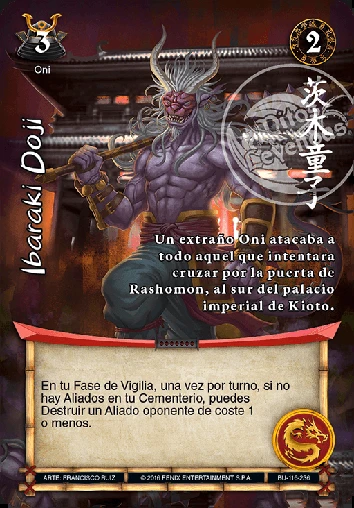 3
2
Oni
Ibaraki Doji
茨木童子
Un extraño Oni atacaba a
todo aquel que intentara
cruzar por la puerta de
Rashomon, al sur del palacio
imperial de Kioto.
En tu Fase de Vigilia, una vez por turno, si no
hay Aliados en tu Cementerio, puedes
Destruir un Aliado oponente de coste 1
o menos.
ARTE: FRANCISCO RUIZ
© 2016 FENIX ENTERTAINMENT S.P.A.